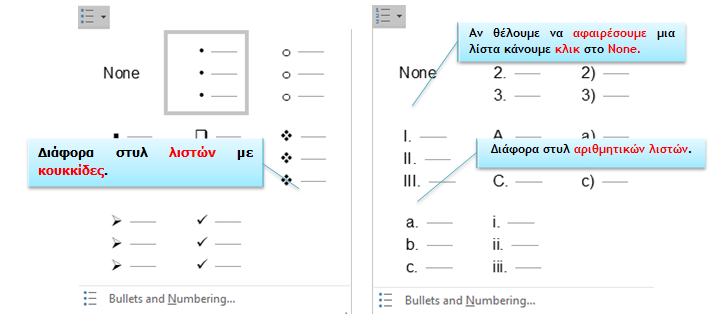 None
Διάφορα στυλ λιστών με
κουκκίδες.
Bullets and Numbering...
Αν θέλουμε να αφαιρέσουμε μια
λίστα κάνουμε κλικ στο None.
None 2. 2)
3. 3)
I. A. a)
Διάφορα στυλ αριθμητικών λιστών.
II.
III. C. c)
a. i.
b. ii.
c. iii.
Bullets and Numbering...